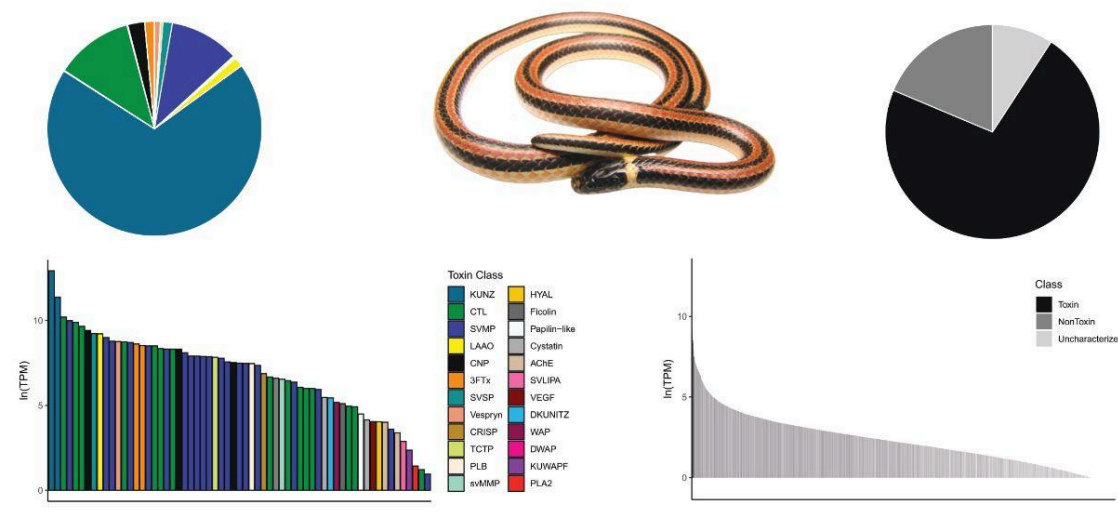 ln(TPM)
10
5
0
Toxin Class
KUNZ
CTL
SVMP
LAAO
CNP
3FTx
SVSP
Vespryn
CRISP
TCTP
PLB
svMMP
HYAL
Ficolin
Papilin-like
Cystatin
AChE
SVLIPA
VEGF
DKUNITZ
WAP
DWAP
KUWAPF
PLA2
ln(TPM)
10
5
0
Class
Toxin
NonToxin
Uncharacterize